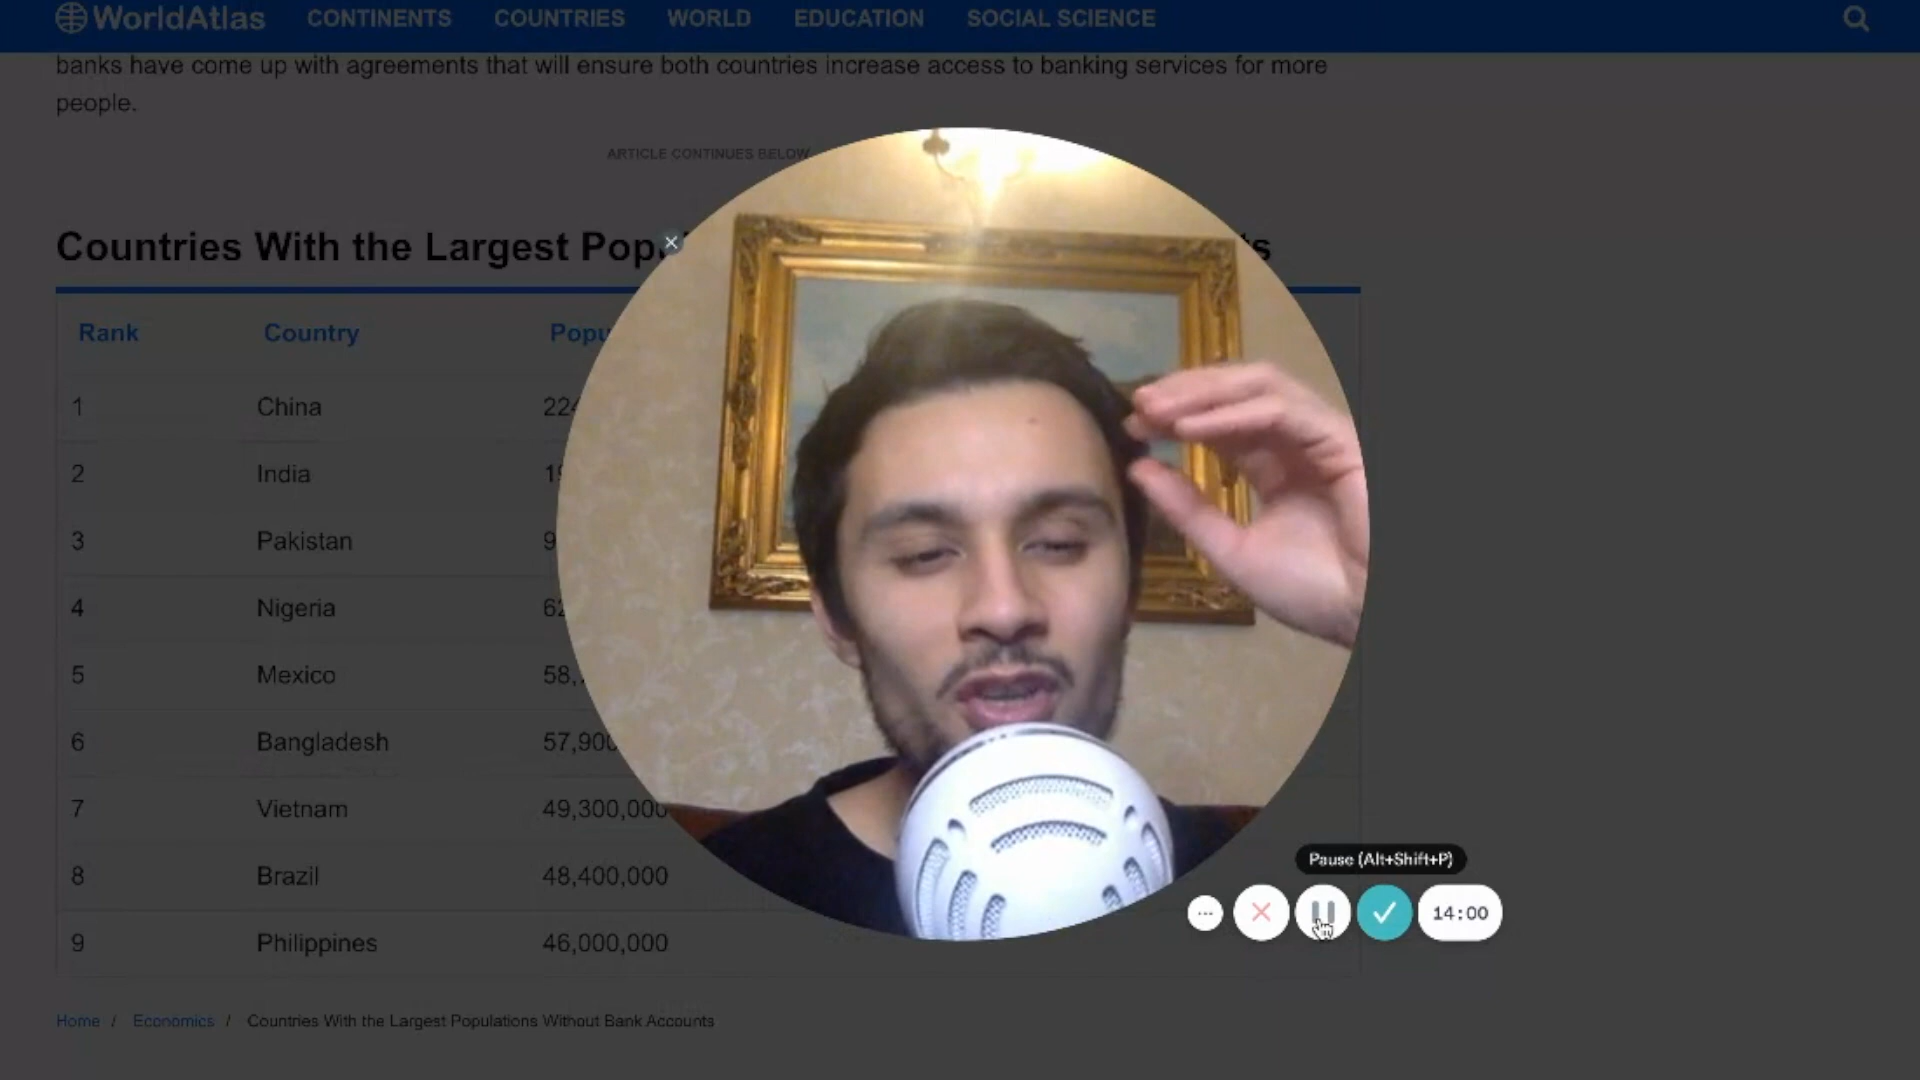 WorldAtlas CONTINENTS COUNTRIES WORLD EDUCATION SOCIAL SCIENCE
banks have come up with agreements that will ensure both countries increase access to banking services for more
people.
ARTICLE CONTINUES BELOW
Countries With the Largest
Rank Country
1 China
2 India
3 Pakistan
4 Nigeria
5 Mexico
6 Bangladesh
7 Vietnam 49,300,000
8 Brazil 48,400,000
9 Philippines 46,000,000
Pause (Alt+Shift+P)
14:00
Home / Economics / Countries With the Largest Populations Without Bank Accounts